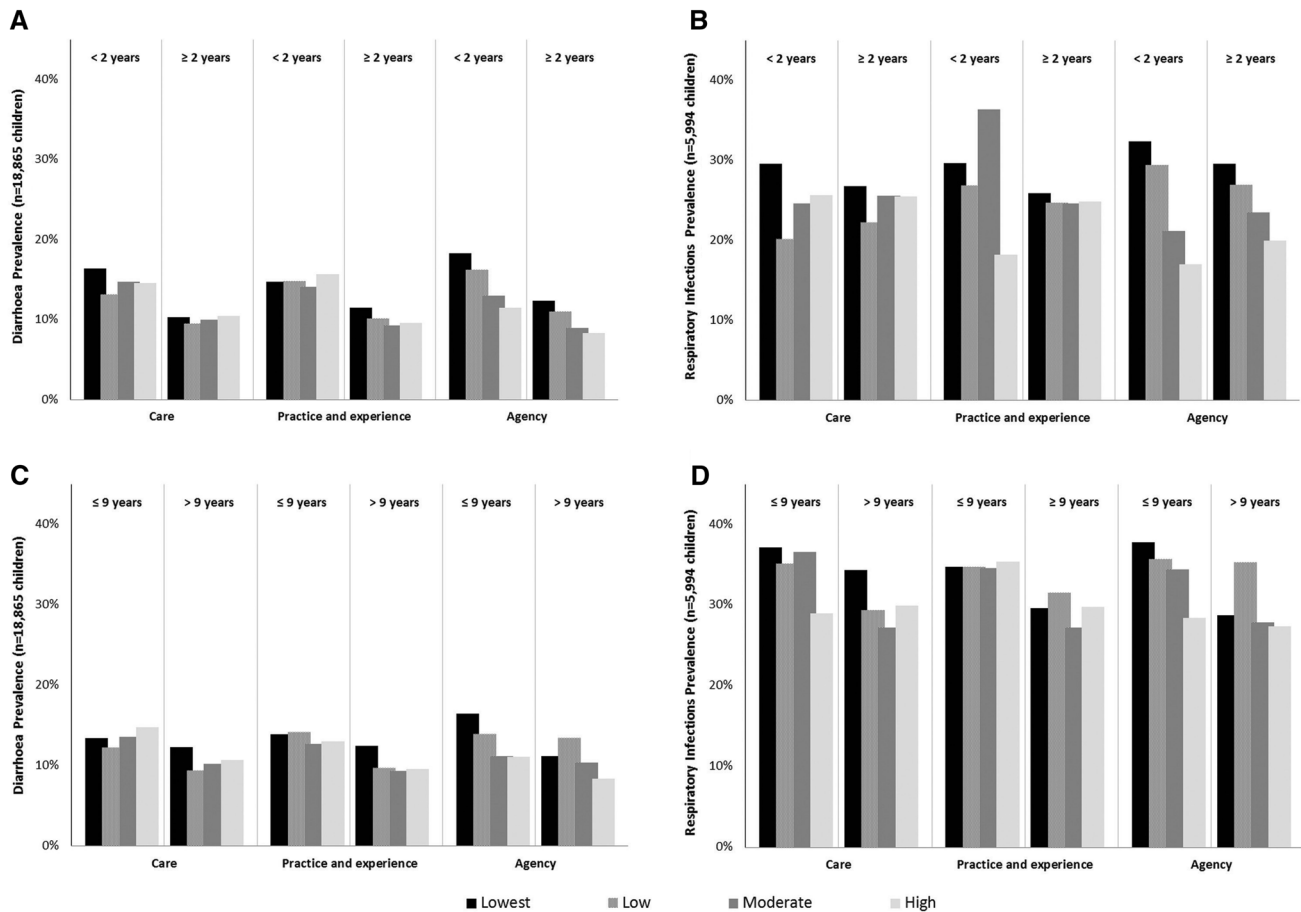 A
B
< 2 years ≥ 2 years < 2 years ≥ 2 years < 2 years ≥ 2 years
Diarrhoea Prevalence (n=18,865 children)
40%
30%
20%
10%
0%
Care Practice and experience Agency
< 2 years ≥ 2 years < 2 years ≥ 2 years < 2 years ≥ 2 years
Respiratory Infections Prevalence (n=5,994 children)
40%
30%
20%
10%
0%
Care Practice and experience Agency
C
D
≤ 9 years > 9 years ≤ 9 years > 9 years ≤ 9 years > 9 years
Diarrhoea Prevalence (n=18,865 children)
40%
30%
20%
10%
0%
Care Practice and experience Agency
≤ 9 years > 9 years ≤ 9 years ≥ 9 years ≤ 9 years > 9 years
Respiratory Infections Prevalence (n=5,994 children)
40%
30%
20%
10%
0%
Care Practice and experience Agency
Lowest Low Moderate High